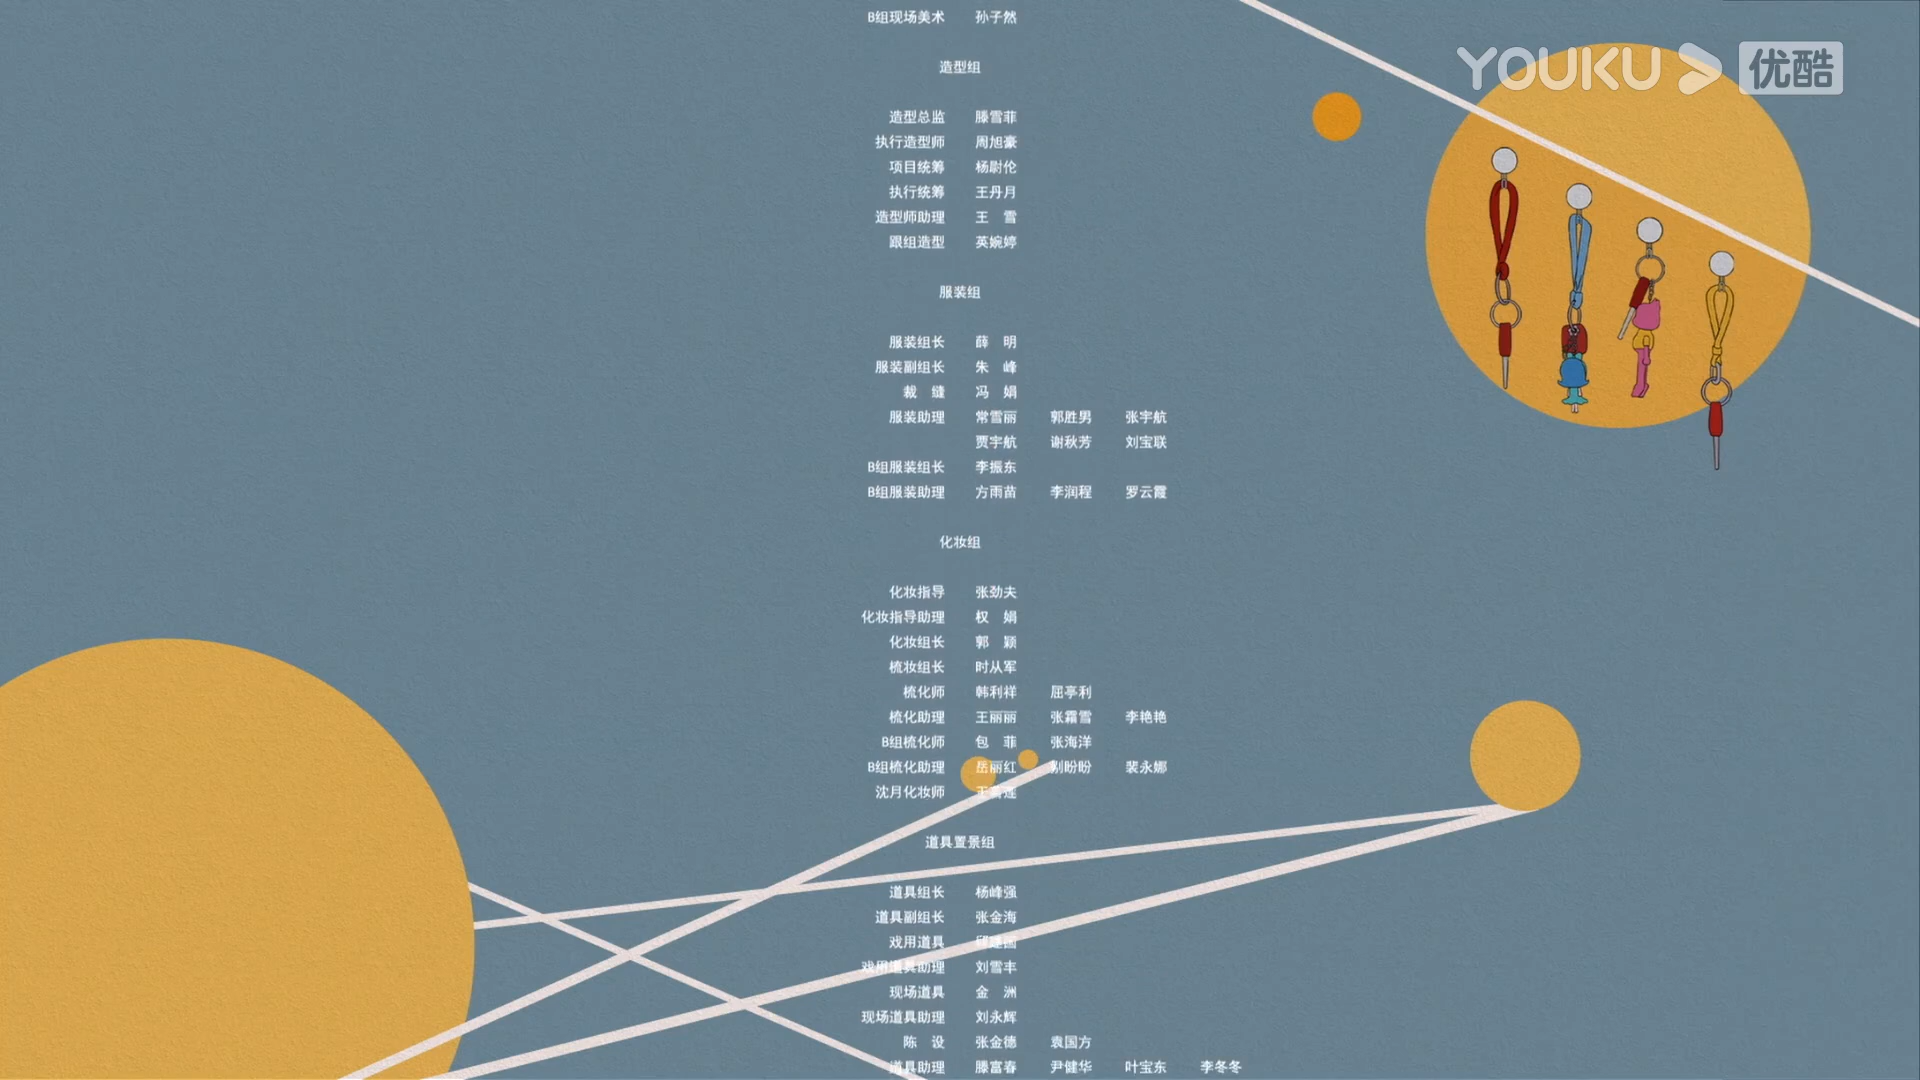 B组现场美术 孙子然
YOUKU 优酷
造型组
造型总监 滕雪菲
执行造型师 周旭豪
项目统筹 杨尉伦
执行统筹 王丹月
造型师助理 王 雪
跟组造型 英婉婷
服装组
服装组长 薛 明
服装副组长 朱 峰
裁 缝 冯 娟
服装助理 常雪丽 郭胜男 张宇航
贾宇航 谢秋芳 刘宝联
B组服装组长 李振东
B组服装助理 方雨苗 李润程 罗云霞
化妆组
化妆指导 张劲夫
化妆指导助理 权 娟
化妆组长 郭 颖
梳妆组长 时从军
梳化师 韩利祥 屈亭利
梳化助理 王丽丽 张霜雪 李艳艳
B组梳化师 包 菲 张海洋
B组梳化助理 岳丽红 裴永娜
沈月化妆师
道具置景组
道具组长 杨峰强
道具副组长 张金海
戏用道具
戏用道具助理 刘雪丰
现场道具 金 洲
现场道具助理 刘永辉
陈 设 张金德 袁国方
道具助理 滕富春 尹健华 叶宝东 李冬冬